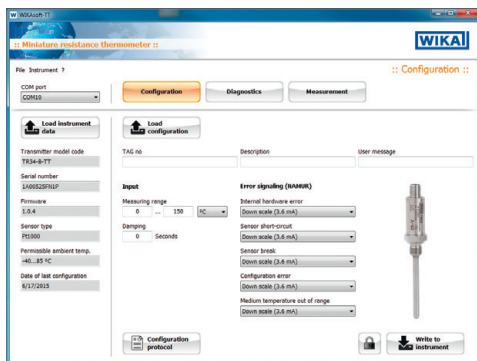 WIKAsoft-TT
:: Miniature resistance thermometer ::
WIKA
File Instrument ?
:: Configuration ::
COM port
COM10
Configuration
Diagnostics
Measurement
Load instrument data
Load configuration
Transmitter model code
TR34-B-TT
TAG no
Description
User message
Serial number
1A00525FN1P
Firmware
1.0.4
Sensor type
Pt1000
Permissible ambient temp.
-40...85 ºC
Date of last configuration
6/17/2015
Input
Measuring range
0 ... 150 ºC
Damping
0 Seconds
Error signaling (NAMUR)
Internal hardware error
Down scale (3.6 mA)
Sensor short-circuit
Down scale (3.6 mA)
Sensor break
Down scale (3.6 mA)
Configuration error
Down scale (3.6 mA)
Medium temperature out of range
Down scale (3.6 mA)
Configuration protocol
Write to instrument